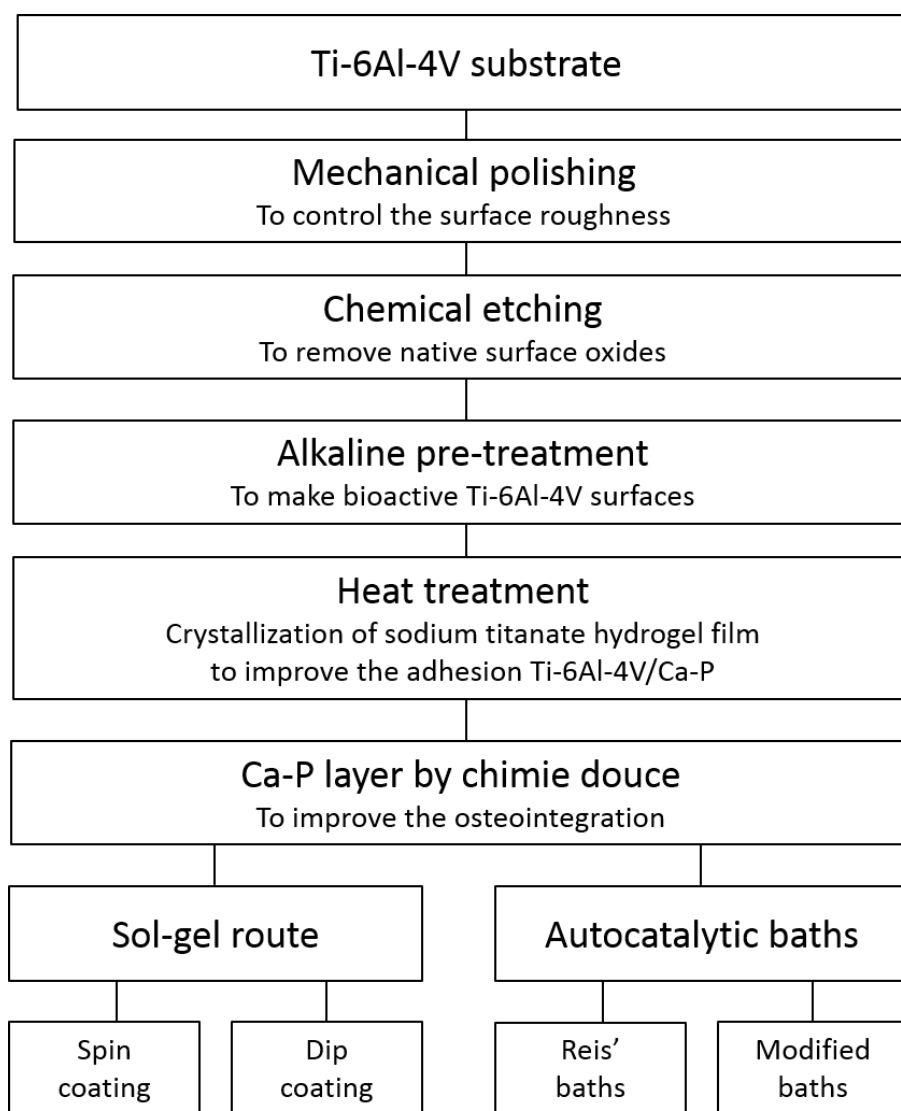 Ti-6Al-4V substrate
Mechanical polishing
To control the surface roughness
Chemical etching
To remove native surface oxides
Alkaline pre-treatment
To make bioactive Ti-6Al-4V surfaces
Heat treatment
Crystallization of sodium titanate hydrogel film
to improve the adhesion Ti-6Al-4V/Ca-P
Ca-P layer by chimie douce
To improve the osteointegration
Sol-gel route
Autocatalytic baths
Spin
coating
Dip
coating
Reis’
baths
Modified
baths